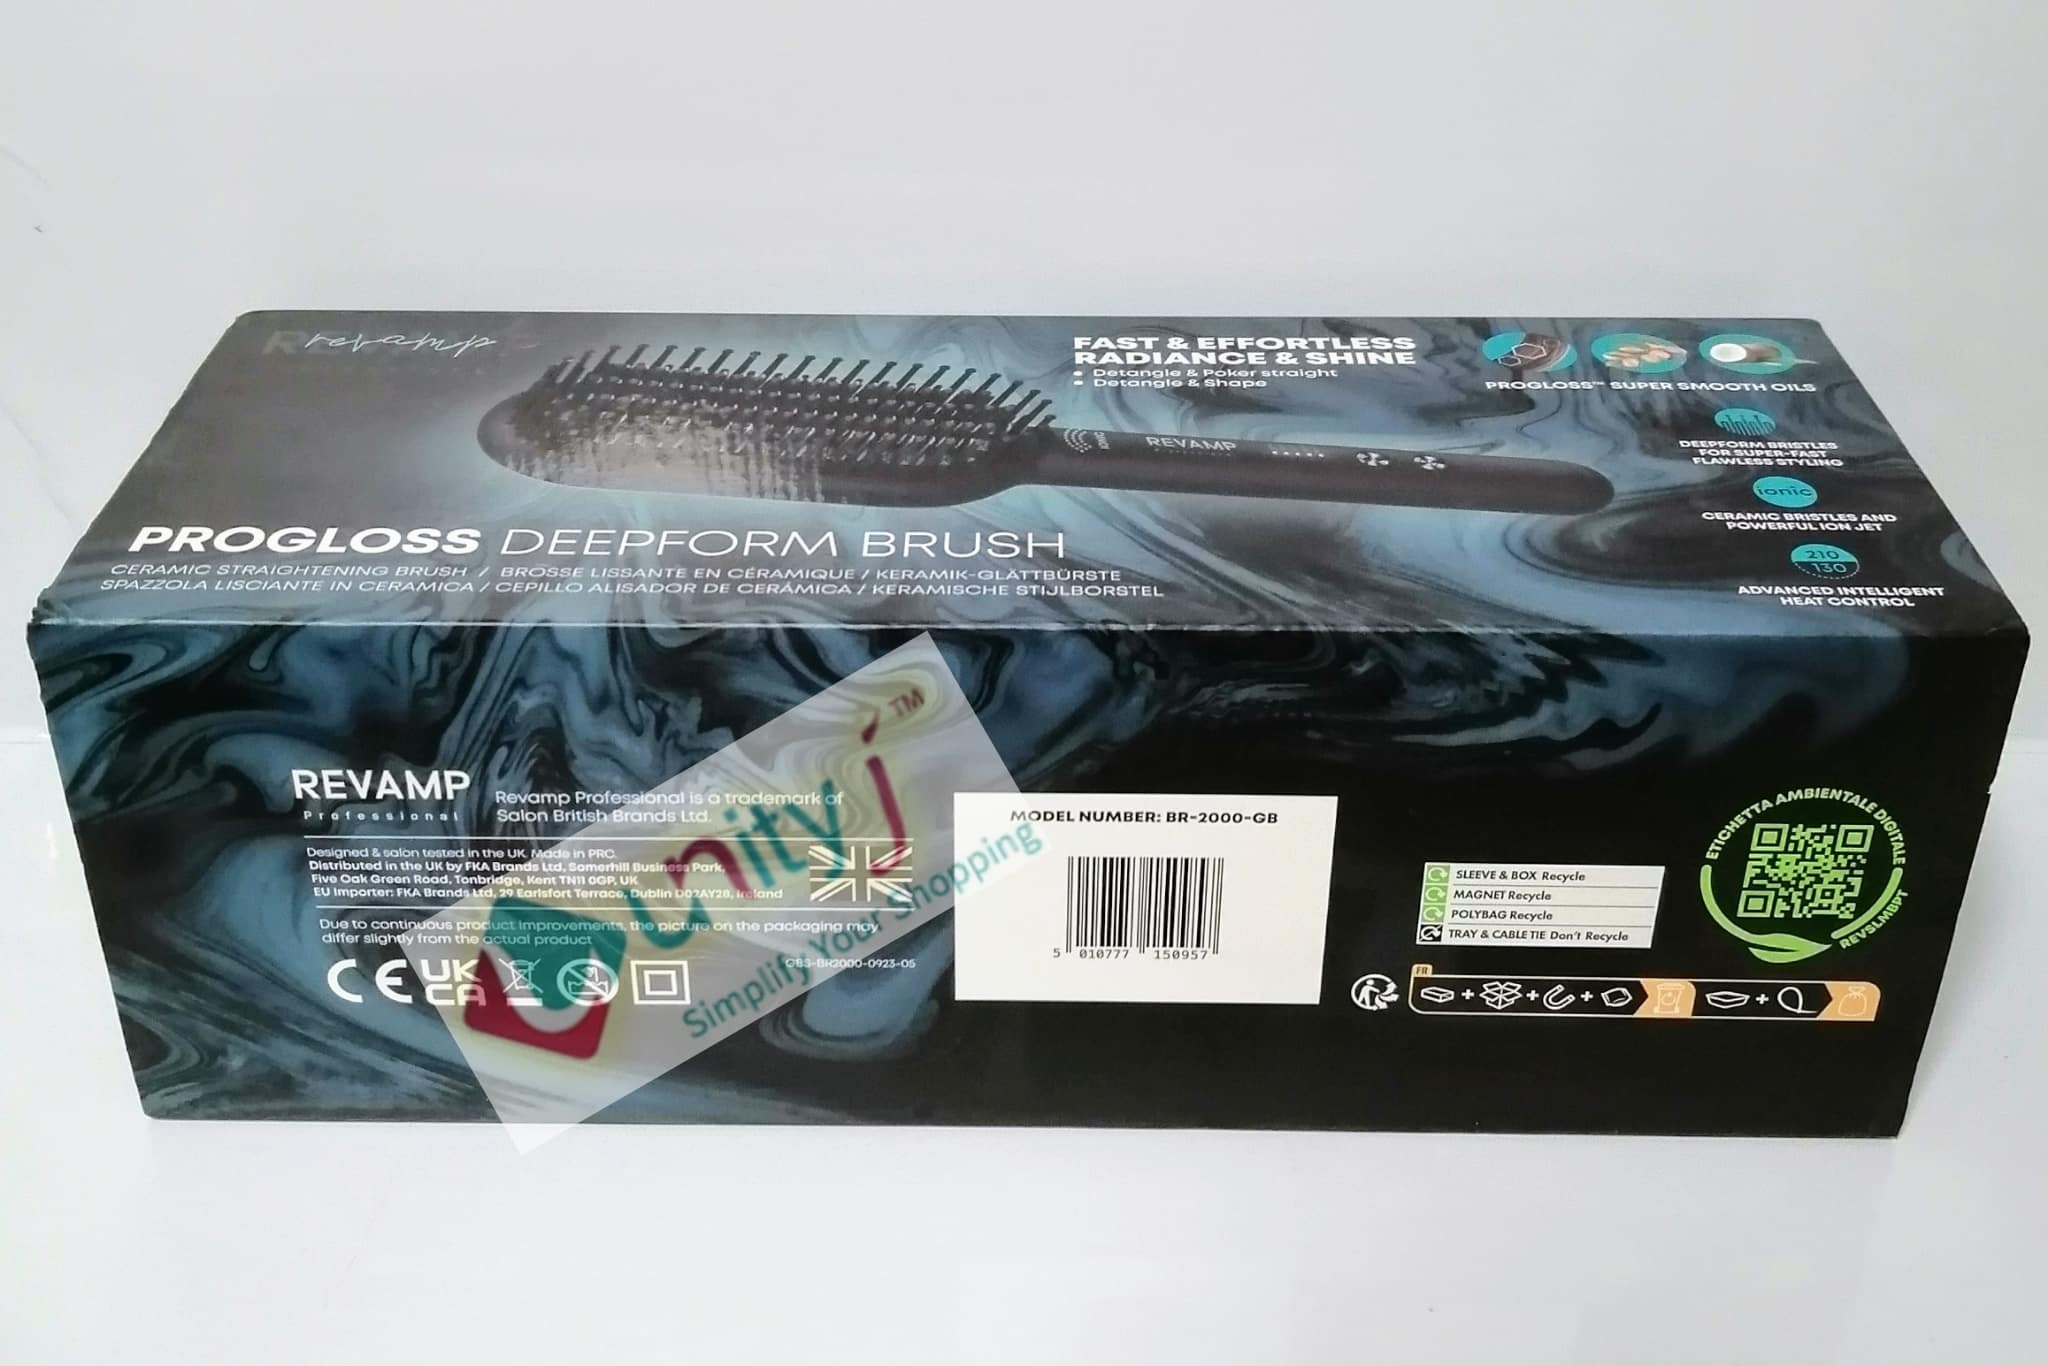 revamp
FAST & EFFORTLESS
RADIANCE & SHINE
• Detangle & Poker straight
• Detangle & Shape
PROGLOSS™ SUPER SMOOTH OILS
IONIC
REVAMP
Professional
DEEPFORM BRISTLES
FOR SUPER-FAST
FLAWLESS STYLING
ionic
CERAMIC BRISTLES AND
POWERFUL ION JET
210
130
ADVANCED INTELLIGENT
HEAT CONTROL
PROGLOSS DEEPFORM BRUSH
CERAMIC STRAIGHTENING BRUSH / BROSSE LISSANTE EN CÉRAMIQUE / KERAMIK-GLÄTTBÜRSTE
SPAZZOLA LISCIANTE IN CERAMICA / CEPILLO ALISADOR DE CERÁMICA / KERAMISCHE STIJLBORSTEL
REVAMP
Professional
Revamp Professional is a trademark of
Salon British Brands Ltd.
Designed & salon tested in the UK. Made in PRC.
Distributed in the UK by FKA Brands Ltd, Somerhill Business Park,
Five Oak Green Road, Tonbridge, Kent TN11 0GP, UK
EU Importer: FKA Brands Ltd, 29 Earlsfort Terrace, Dublin D02AY28, Ireland
Due to continuous product improvements, the picture on the packaging may
differ slightly from the actual product
CE UK
CA
GBS-BR2000-0923-05
unityj™
Simplify Your Shopping
MODEL NUMBER: BR-2000-GB
5 010777 150957
SLEEVE & BOX Recycle
MAGNET Recycle
POLYBAG Recycle
TRAY & CABLE TIE Don't Recycle
ETICHETTA AMBIENTALE DIGITALE
REVSLMBPT
FR